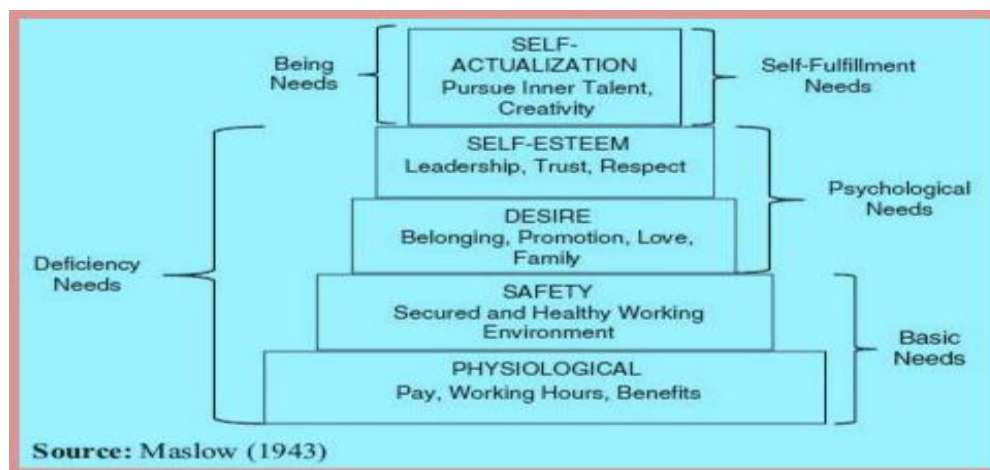 Being
Needs
SELF-
ACTUALIZATION
Pursue Inner Talent,
Creativity
Self-Fulfillment
Needs
SELF-ESTEEM
Leadership, Trust, Respect
Psychological
Needs
DESIRE
Belonging, Promotion, Love,
Family
Deficiency
Needs
SAFETY
Secured and Healthy Working
Environment
Basic
Needs
PHYSIOLOGICAL
Pay, Working Hours, Benefits
Source: Maslow (1943)